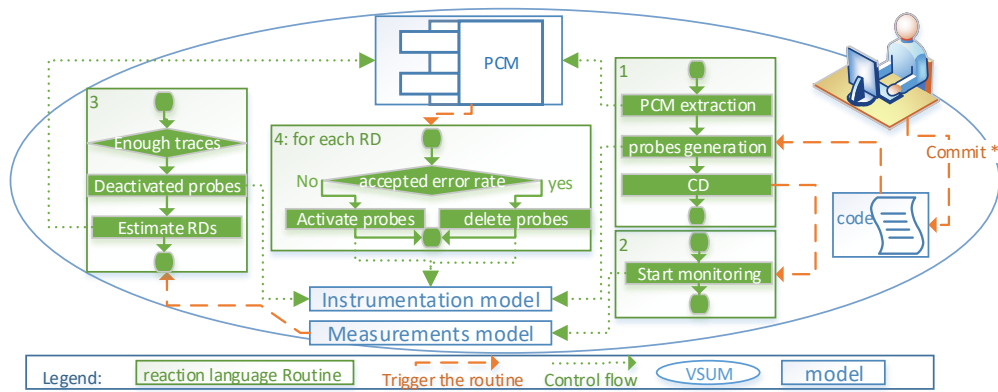 PCM
1
PCM extraction
probes generation
CD
Commit *
code
3
Enough traces
Deactivated probes
Estimate RDs
4: for each RD
No
accepted error rate
yes
Activate probes
delete probes
2
Start monitoring
Instrumentation model
Measurements model
Legend:
reaction language Routine
Trigger the routine
Control flow
VSUM
model